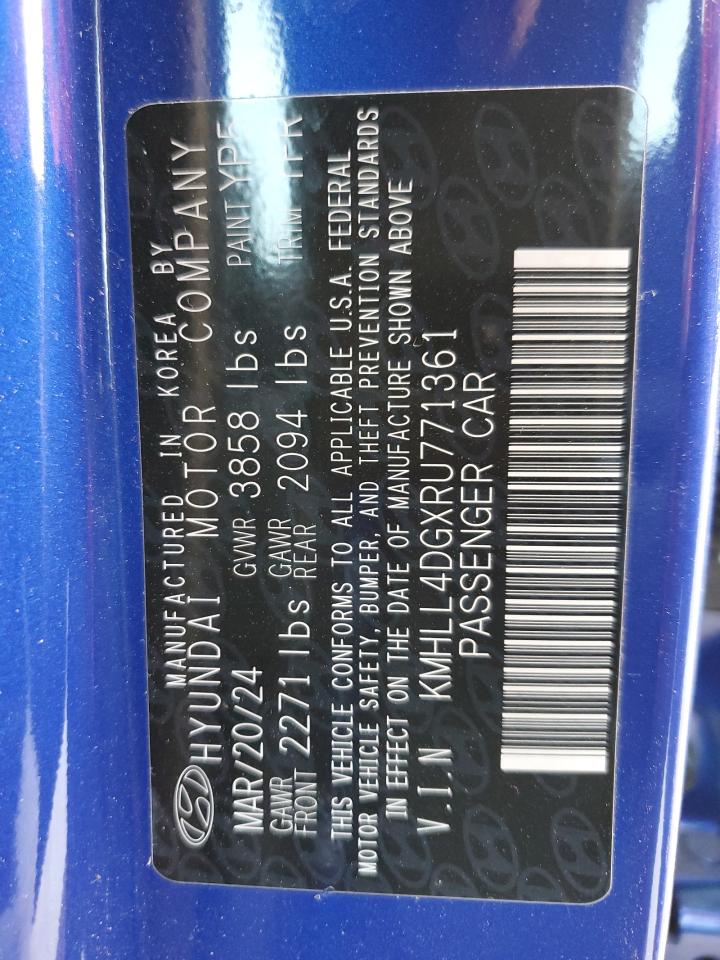 MANUFACTURED IN KOREA BY
HYUNDAI MOTOR COMPANY
MAR/20/24 GVWR 3858 lbs PAINT
GAWR FRONT 2271 lbs GAWR REAR 2094 lbs TRIM
THIS VEHICLE CONFORMS TO ALL APPLICABLE U.S.A. FEDERAL
MOTOR VEHICLE SAFETY, BUMPER, AND THEFT PREVENTION STANDARDS
IN EFFECT ON THE DATE OF MANUFACTURE SHOWN ABOVE
V.I.N KMHLL4DGXRU771361
PASSENGER CAR